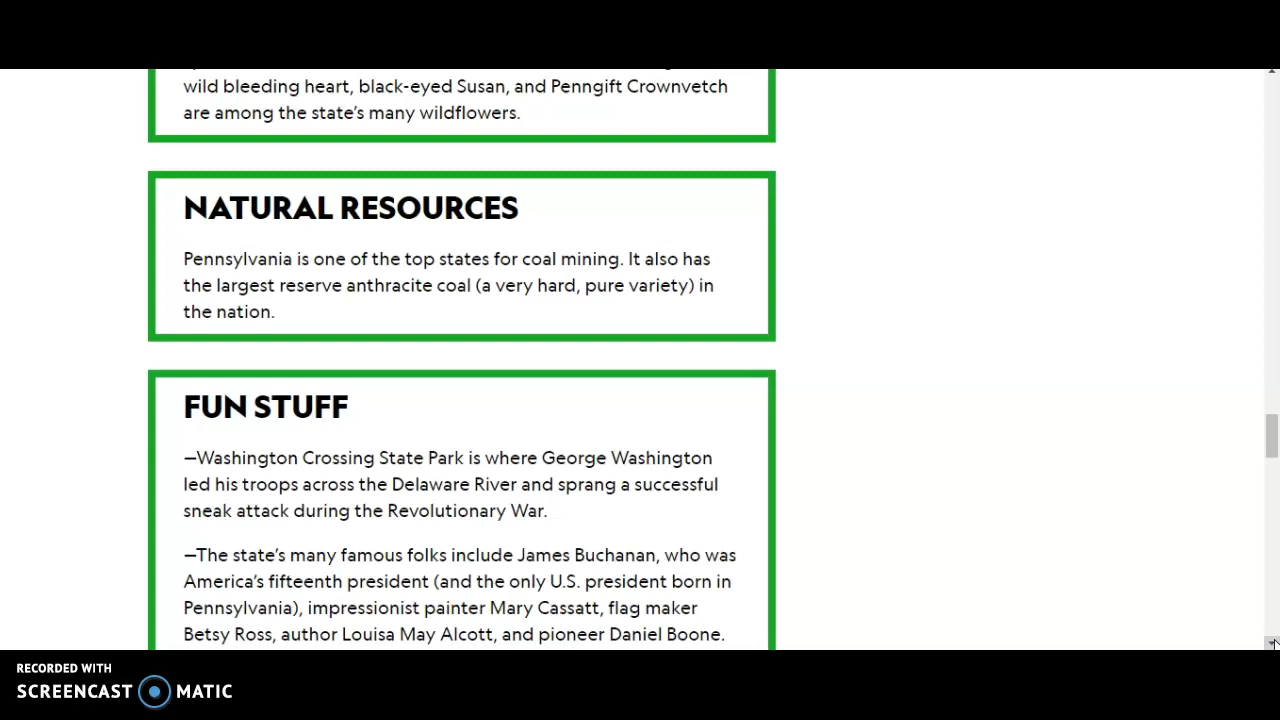 wild bleeding heart, black-eyed Susan, and Penngift Crownvetch
are among the state's many wildflowers.
NATURAL RESOURCES
Pennsylvania is one of the top states for coal mining. It also has
the largest reserve anthracite coal (a very hard, pure variety) in
the nation.
FUN STUFF
—Washington Crossing State Park is where George Washington
led his troops across the Delaware River and sprang a successful
sneak attack during the Revolutionary War.
—The state's many famous folks include James Buchanan, who was
America's fifteenth president (and the only U.S. president born in
Pennsylvania), impressionist painter Mary Cassatt, flag maker
Betsy Ross, author Louisa May Alcott, and pioneer Daniel Boone.
RECORDED WITH
SCREENCAST MATIC